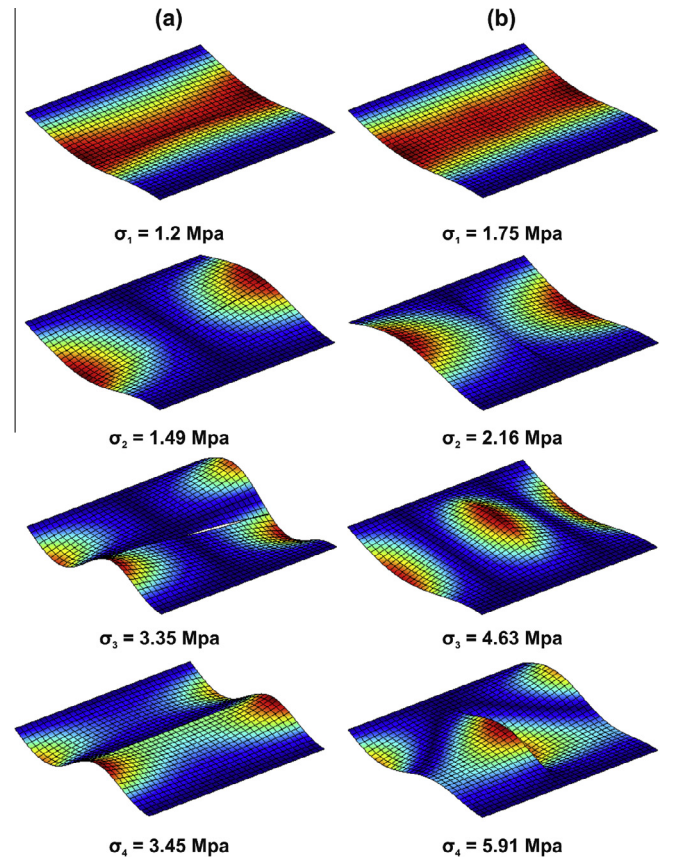 (a) (b)
σ₁ = 1.2 Mpa σ₁ = 1.75 Mpa
σ₂ = 1.49 Mpa σ₂ = 2.16 Mpa
σ₃ = 3.35 Mpa σ₃ = 4.63 Mpa
σ₄ = 3.45 Mpa σ₄ = 5.91 Mpa